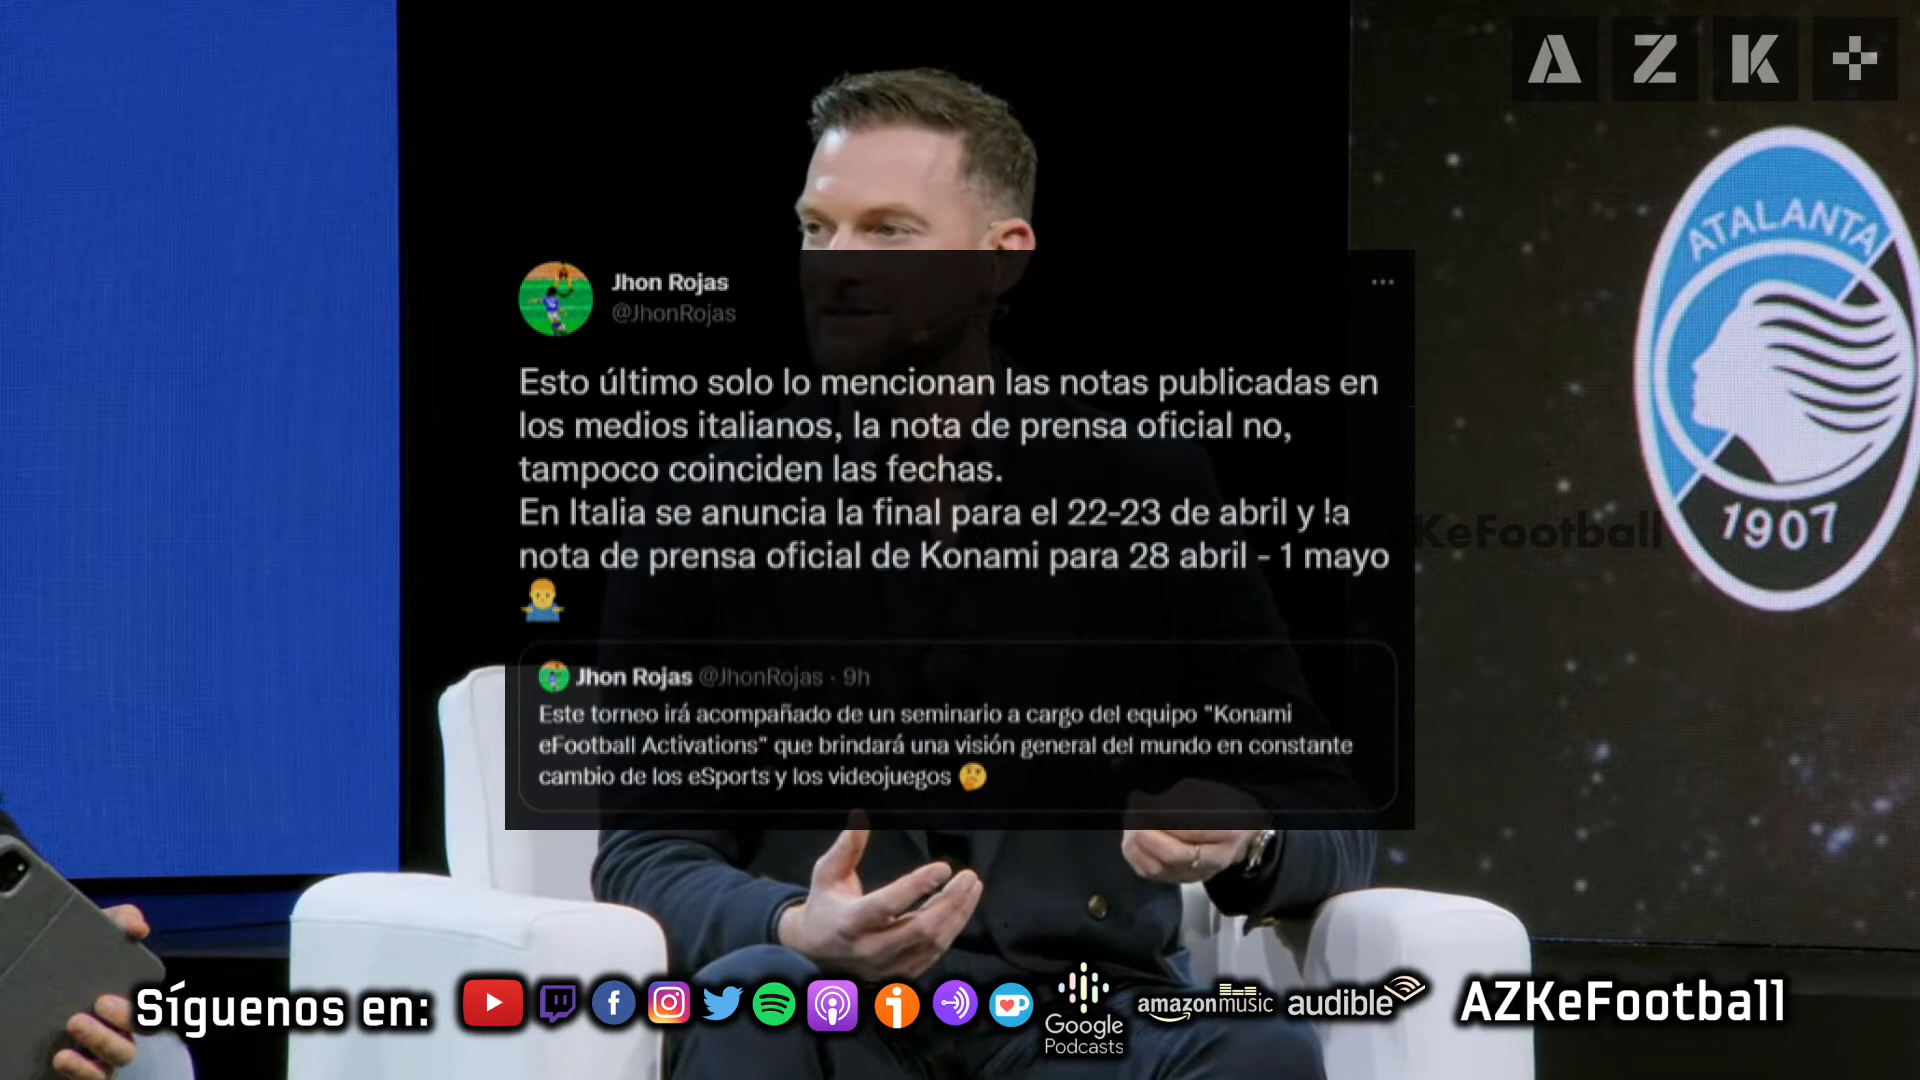 A Z K +
ATALANTA
1907
Jhon Rojas
@JhonRojas
Esto último solo lo mencionan las notas publicadas en
los medios italianos, la nota de prensa oficial no,
tampoco coinciden las fechas.
En Italia se anuncia la final para el 22-23 de abril y la
nota de prensa oficial de Konami para 28 abril - 1 mayo
🤷‍♂️
KeFootball
Jhon Rojas @JhonRojas · 9h
Este torneo irá acompañado de un seminario a cargo del equipo "Konami
eFootball Activations" que brindará una visión general del mundo en constante
cambio de los eSports y los videojuegos 🤔
Síguenos en:
Google
Podcasts
amazon music
audible
AZKeFootball